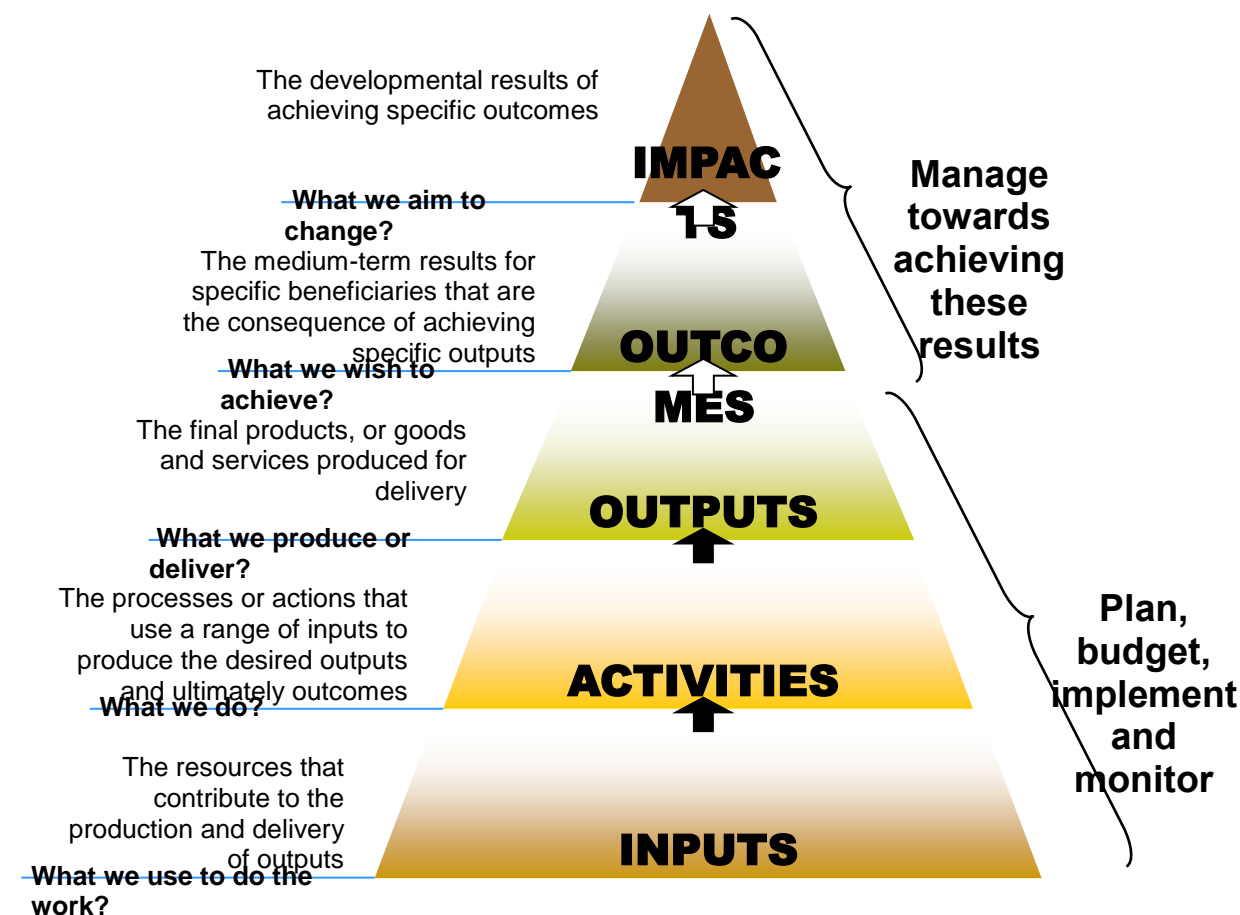 The developmental results of
achieving specific outcomes
IMPAC
TS
What we aim to
change?
The medium-term results for
specific beneficiaries that are
the consequence of achieving
specific outputs
OUTCO
MES
What we wish to
achieve?
The final products, or goods
and services produced for
delivery
OUTPUTS
What we produce or
deliver?
The processes or actions that
use a range of inputs to
produce the desired outputs
and ultimately outcomes
ACTIVITIES
What we do?
The resources that
contribute to the
production and delivery
of outputs
INPUTS
What we use to do the
work?
Manage
towards
achieving
these
results
Plan,
budget,
implement
and
monitor